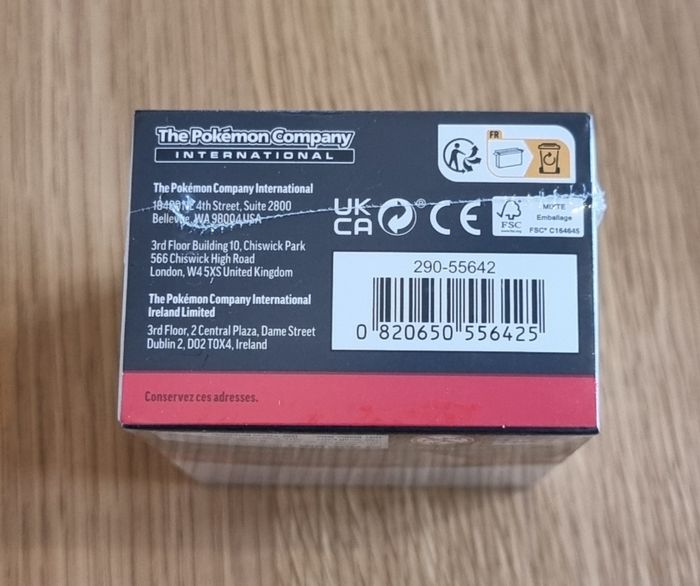 The Pokémon Company
INTERNATIONAL
The Pokémon Company International
10400 NE 4th Street, Suite 2800
Bellevue, WA 98004 USA
3rd Floor Building 10, Chiswick Park
566 Chiswick High Road
London, W4 5XS United Kingdom
The Pokémon Company International
Ireland Limited
3rd Floor, 2 Central Plaza, Dame Street
Dublin 2, D02 T0X4, Ireland
FR
UK
CA
®
CE
FSC
MIXTE
Emballage
FSC® C164645
290-55642
0 820650 556425
Conservez ces adresses.